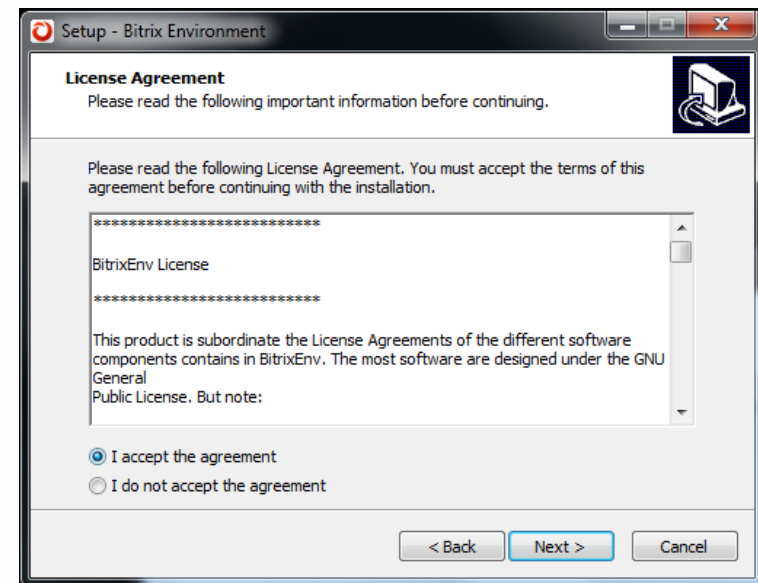 Setup - Bitrix Environment
License Agreement
Please read the following important information before continuing.
Please read the following License Agreement. You must accept the terms of this
agreement before continuing with the installation.
**************************
BitrixEnv License
**************************
This product is subordinate the License Agreements of the different software
components contains in BitrixEnv. The most software are designed under the GNU
General
Public License. But note:
I accept the agreement
I do not accept the agreement
< Back Next > Cancel